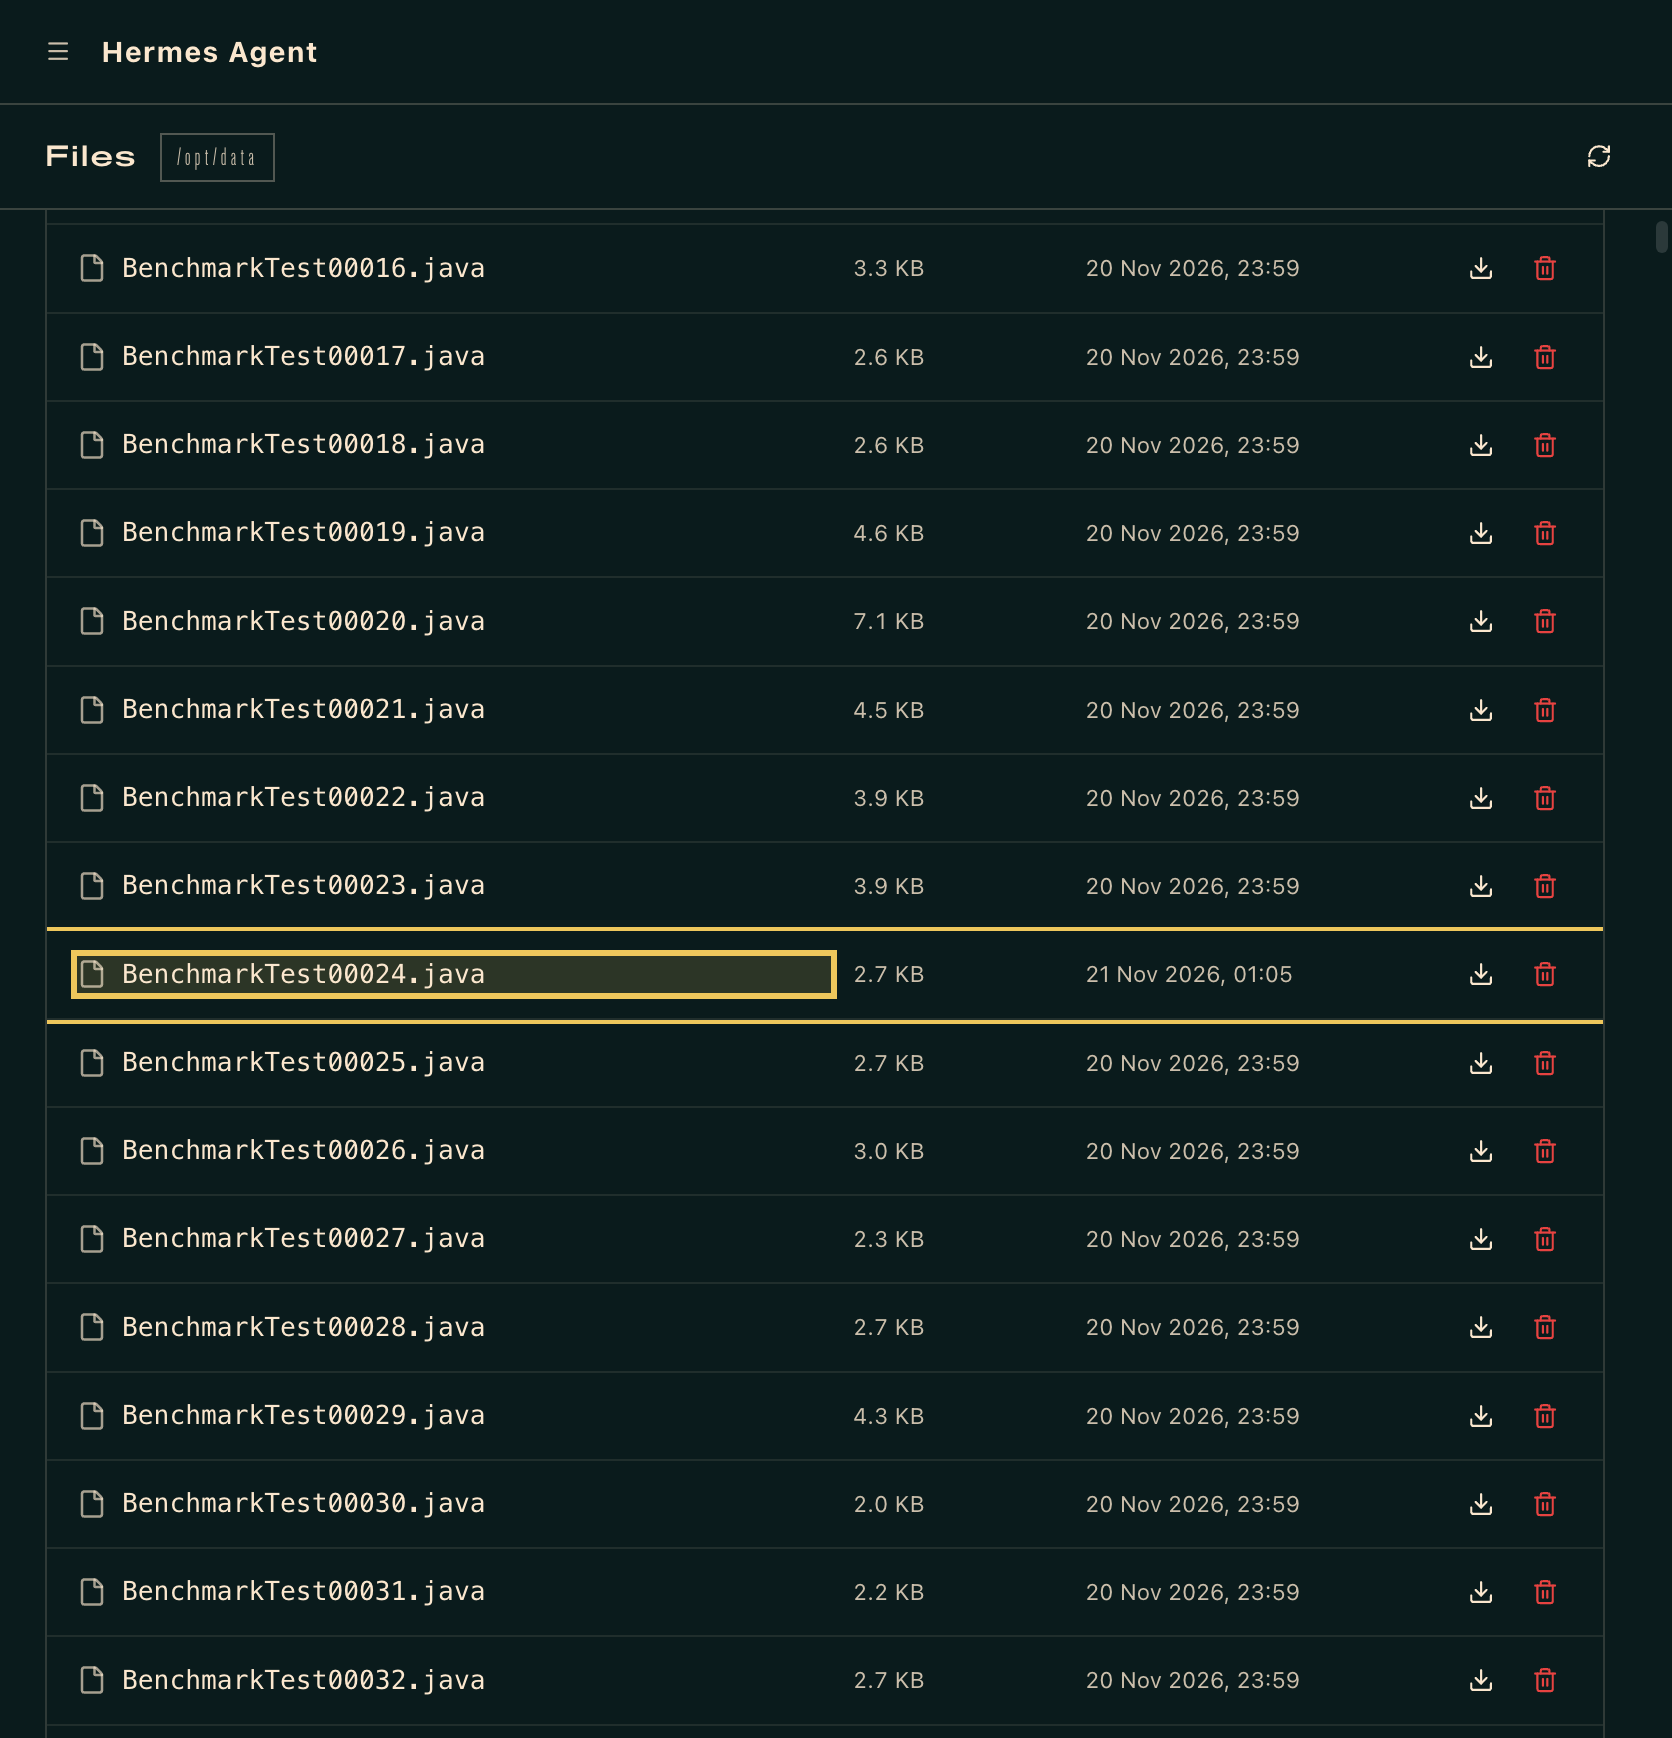 Hermes Agent
Files /opt/data
BenchmarkTest00016.java 3.3 KB 20 Nov 2026, 23:59
BenchmarkTest00017.java 2.6 KB 20 Nov 2026, 23:59
BenchmarkTest00018.java 2.6 KB 20 Nov 2026, 23:59
BenchmarkTest00019.java 4.6 KB 20 Nov 2026, 23:59
BenchmarkTest00020.java 7.1 KB 20 Nov 2026, 23:59
BenchmarkTest00021.java 4.5 KB 20 Nov 2026, 23:59
BenchmarkTest00022.java 3.9 KB 20 Nov 2026, 23:59
BenchmarkTest00023.java 3.9 KB 20 Nov 2026, 23:59
BenchmarkTest00024.java 2.7 KB 21 Nov 2026, 01:05
BenchmarkTest00025.java 2.7 KB 20 Nov 2026, 23:59
BenchmarkTest00026.java 3.0 KB 20 Nov 2026, 23:59
BenchmarkTest00027.java 2.3 KB 20 Nov 2026, 23:59
BenchmarkTest00028.java 2.7 KB 20 Nov 2026, 23:59
BenchmarkTest00029.java 4.3 KB 20 Nov 2026, 23:59
BenchmarkTest00030.java 2.0 KB 20 Nov 2026, 23:59
BenchmarkTest00031.java 2.2 KB 20 Nov 2026, 23:59
BenchmarkTest00032.java 2.7 KB 20 Nov 2026, 23:59